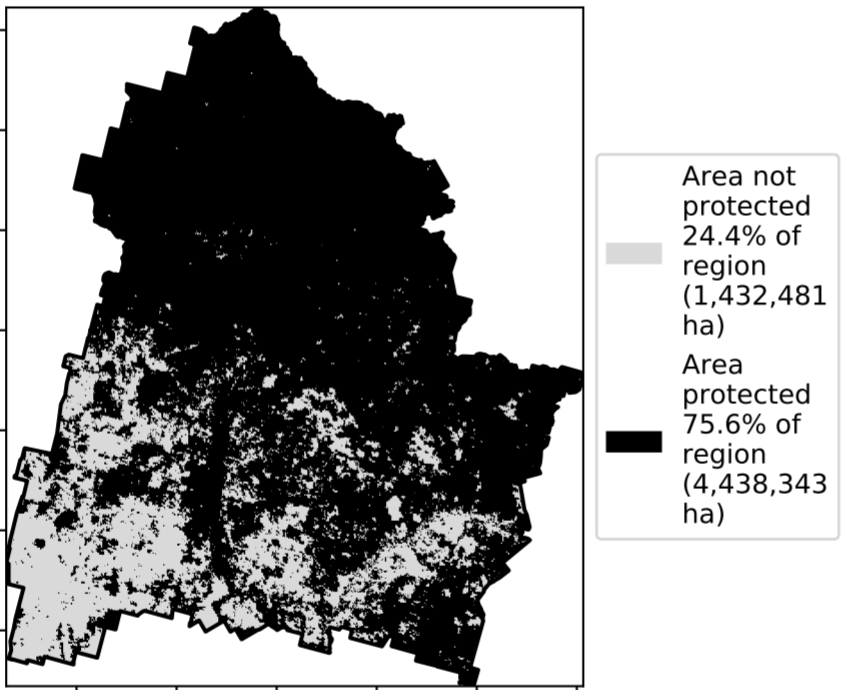 Area not
protected
24.4% of
region
(1,432,481
ha)
Area
protected
75.6% of
region
(4,438,343
ha)